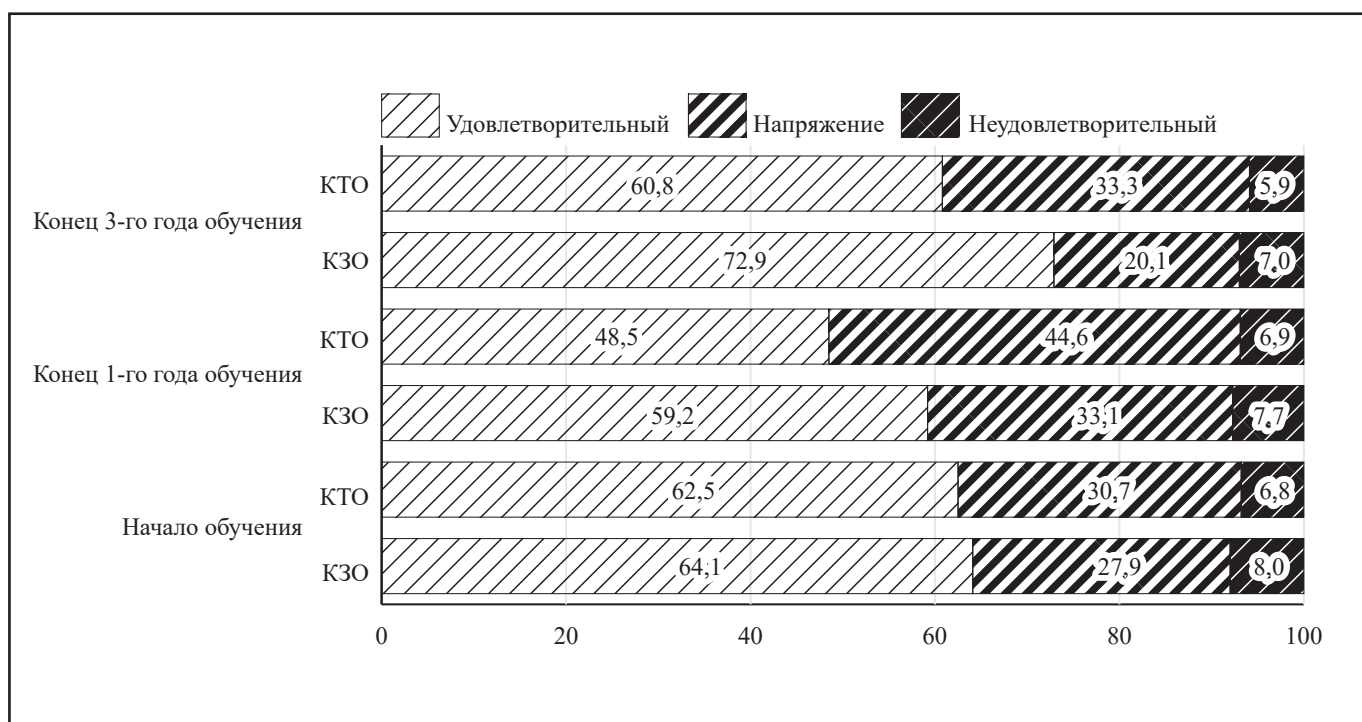 Удовлетворительный Напряжение Неудовлетворительный
КТО 60,8 33,3 5,9
Конец 3-го года обучения
КЗО 72,9 20,1 7,0
КТО 48,5 44,6 6,9
Конец 1-го года обучения
КЗО 59,2 33,1 7,7
КТО 62,5 30,7 6,8
Начало обучения
КЗО 64,1 27,9 8,0
0 20 40 60 80 100